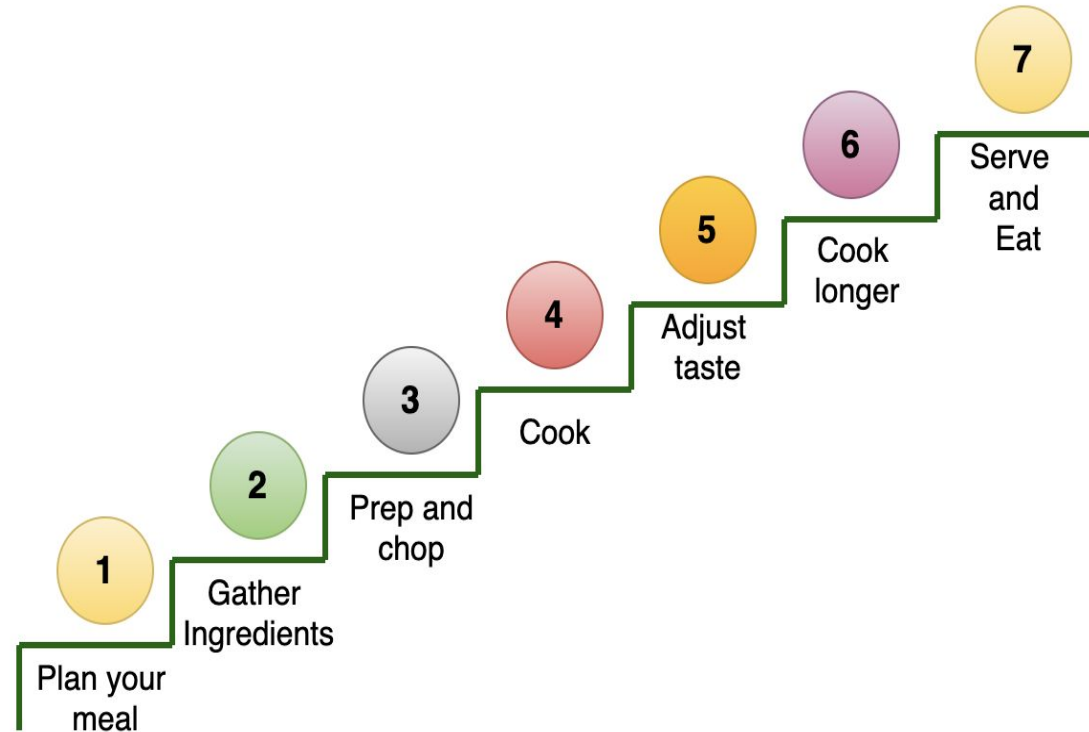 1
Plan your
meal
2
Gather
Ingredients
3
Prep and
chop
4
Cook
5
Adjust
taste
6
Cook
longer
7
Serve
and
Eat